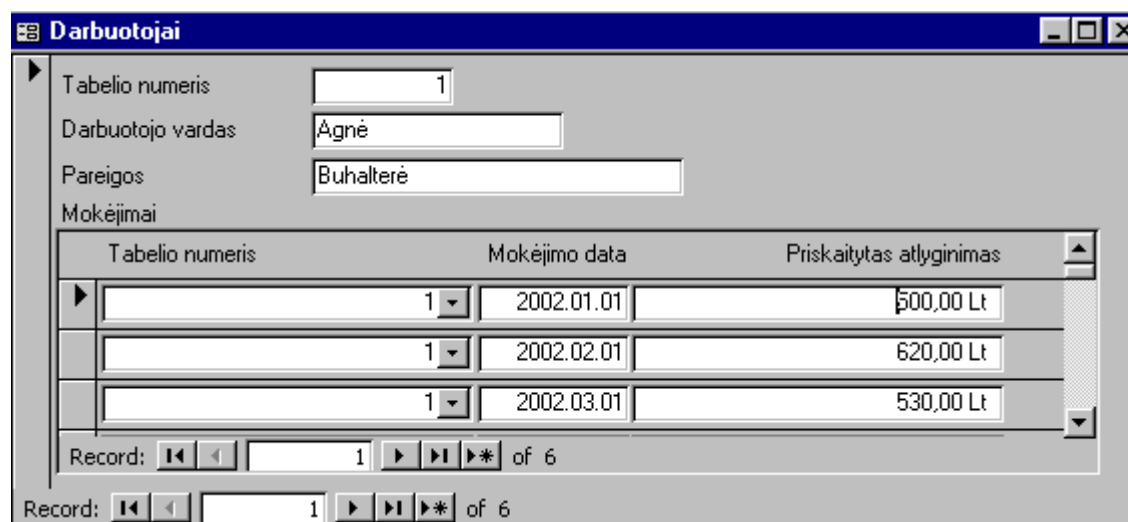 Darbuotojai
Tabelio numeris 1
Darbuotojo vardas Agnė
Pareigos Buhalterė
Mokėjimai
Tabelio numeris Mokėjimo data Priskaitytas atlyginimas
1 2002.01.01 500,00 Lt
1 2002.02.01 620,00 Lt
1 2002.03.01 530,00 Lt
Record: 1 of 6
Record: 1 of 6